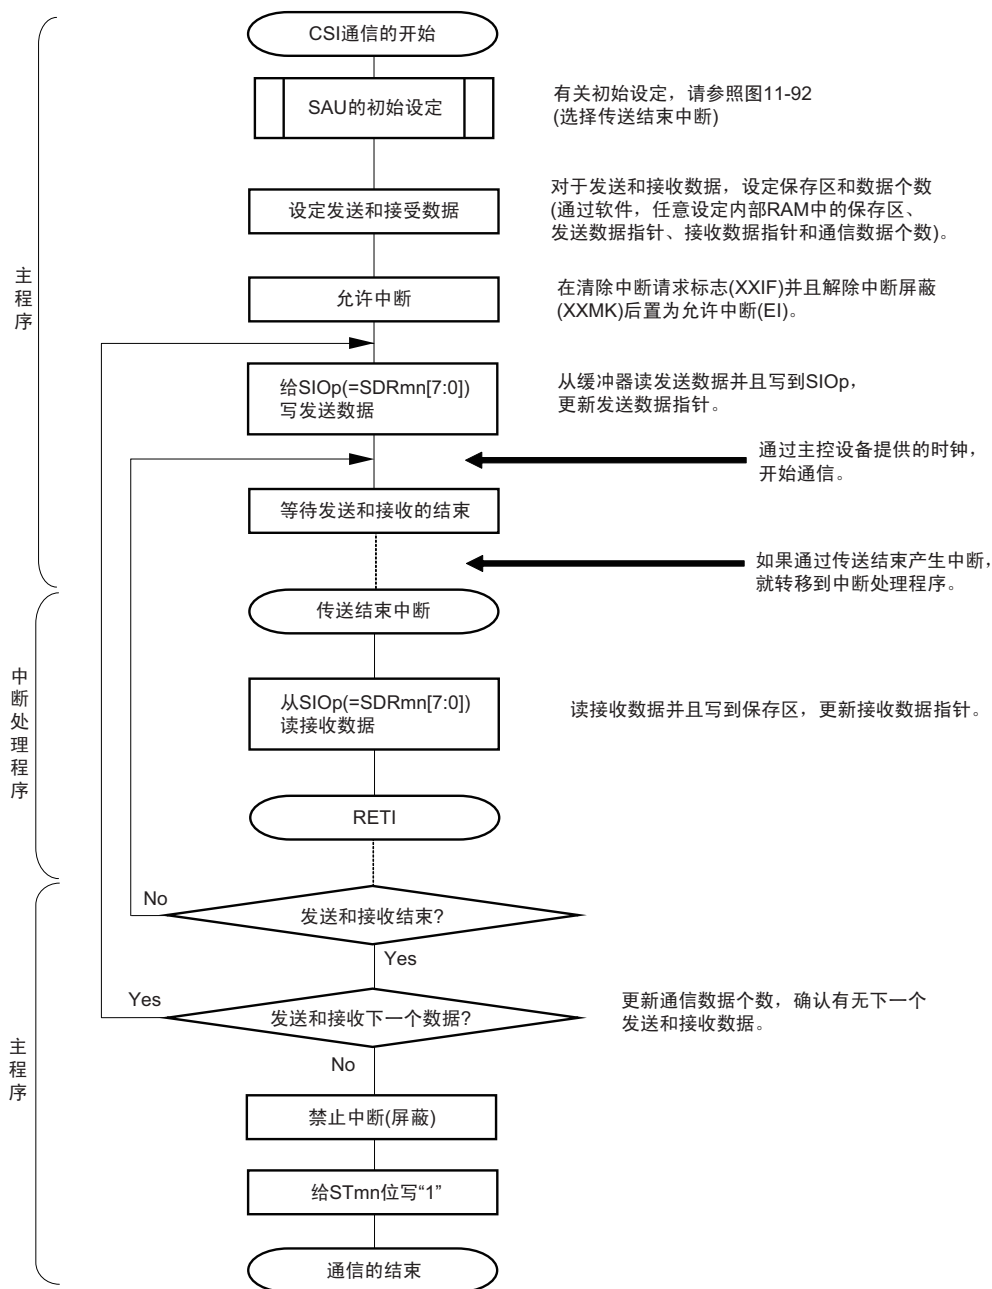 CSI通信的开始
SAU的初始设定
有关初始设定，请参照图11-92
(选择传送结束中断)
设定发送和接受数据
对于发送和接收数据，设定保存区和数据个数
(通过软件，任意设定内部RAM中的保存区、
发送数据指针、接收数据指针和通信数据个数)。
主程序
允许中断
在清除中断请求标志(XXIF)并且解除中断屏蔽
(XXMK)后置为允许中断(EI)。
给SIOp(=SDRmn[7:0])
写发送数据
从缓冲器读发送数据并且写到SIOp，
更新发送数据指针。
通过主控设备提供的时钟，
开始通信。
等待发送和接收的结束
如果通过传送结束产生中断，
就转移到中断处理程序。
传送结束中断
中断处理程序
从SIOp(=SDRmn[7:0])
读接收数据
读接收数据并且写到保存区，更新接收数据指针。
RETI
No
发送和接收结束?
Yes
Yes
发送和接收下一个数据?
更新通信数据个数，确认有无下一个
发送和接收数据。
No
主程序
禁止中断(屏蔽)
给STmn位写“1”
通信的结束